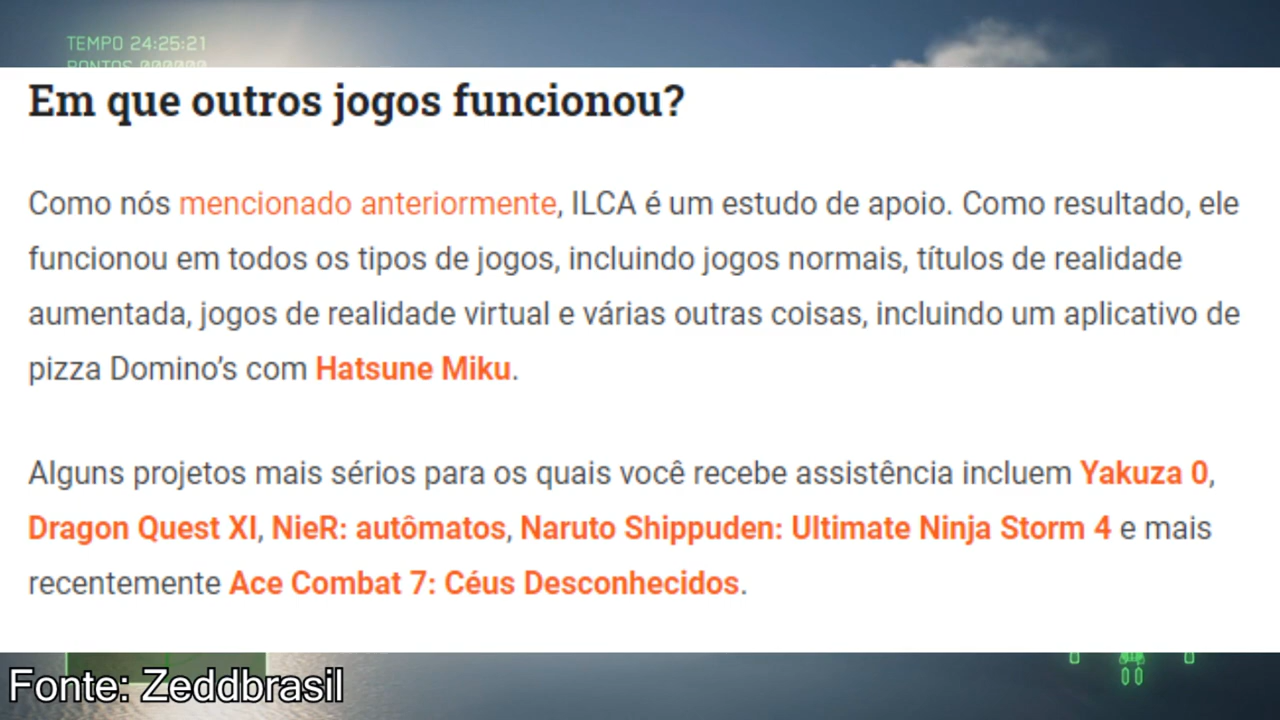 TEMPO 24:25:21
PONTOS 000000
Em que outros jogos funcionou?
Como nós mencionado anteriormente, ILCA é um estudo de apoio. Como resultado, ele
funcionou em todos os tipos de jogos, incluindo jogos normais, títulos de realidade
aumentada, jogos de realidade virtual e várias outras coisas, incluindo um aplicativo de
pizza Domino’s com Hatsune Miku.
Alguns projetos mais sérios para os quais você recebe assistência incluem Yakuza 0,
Dragon Quest XI, NieR: autômatos, Naruto Shippuden: Ultimate Ninja Storm 4 e mais
recentemente Ace Combat 7: Céus Desconhecidos.
Fonte: Zeddbrasil